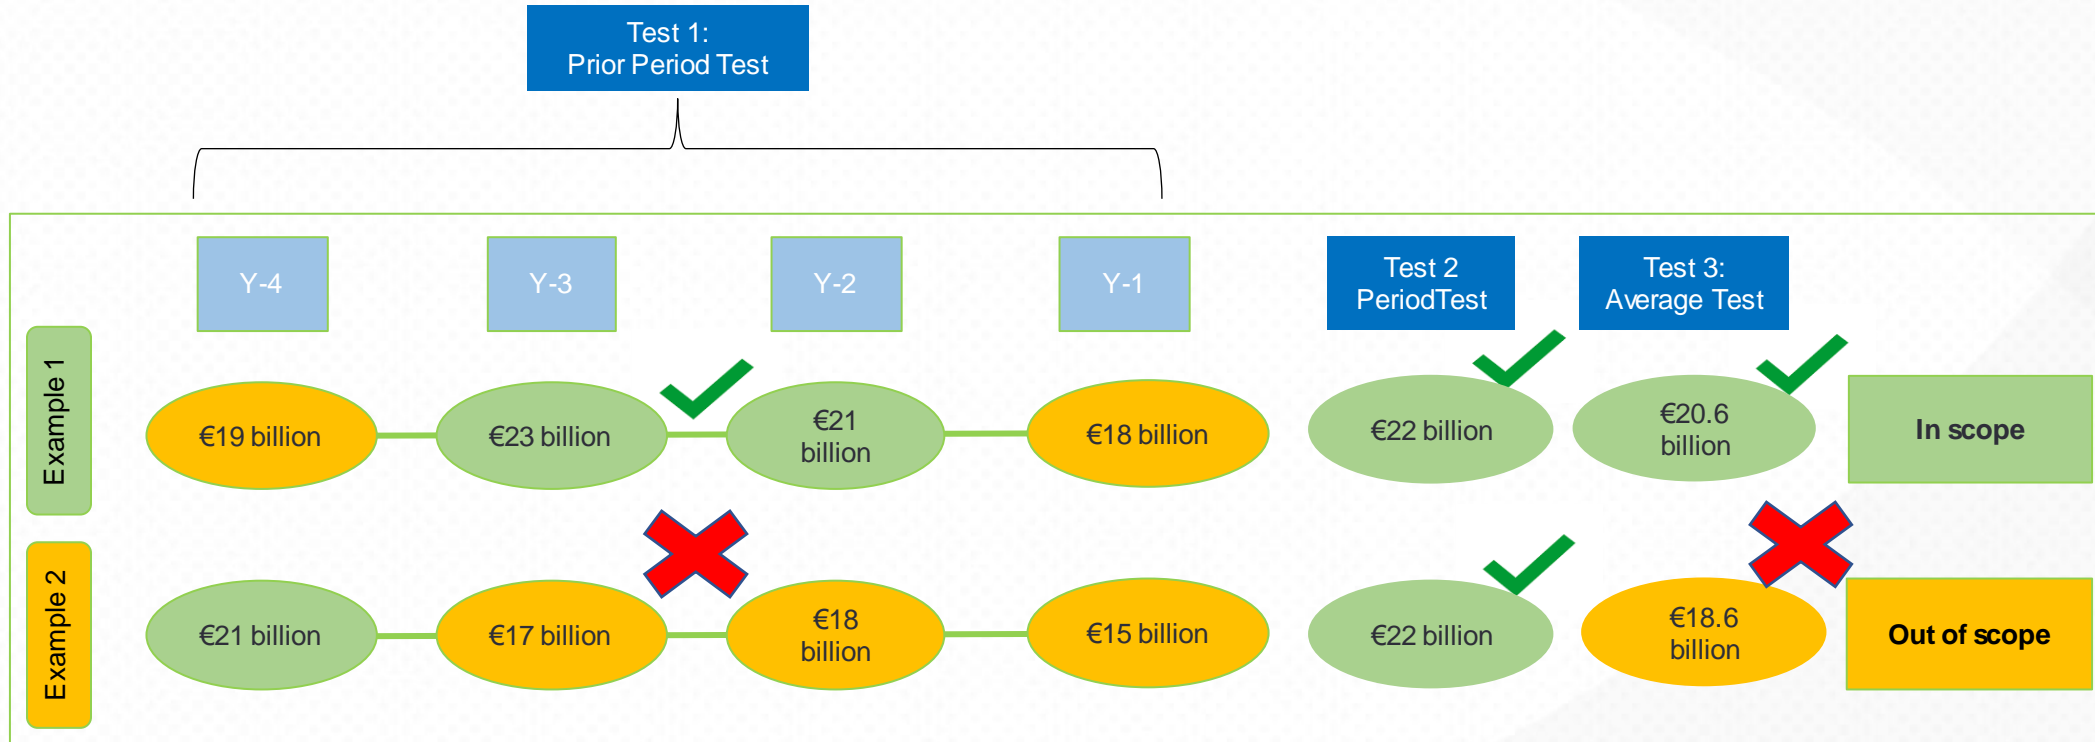 Test 1:
Prior Period Test
Y-4
Y-3
Y-2
Y-1
Test 2
PeriodTest
Test 3:
Average Test
Example 1
€19 billion
€23 billion
€21
billion
€18 billion
€22 billion
€20.6
billion
In scope
Example 2
€21 billion
€17 billion
€18
billion
€15 billion
€22 billion
€18.6
billion
Out of scope